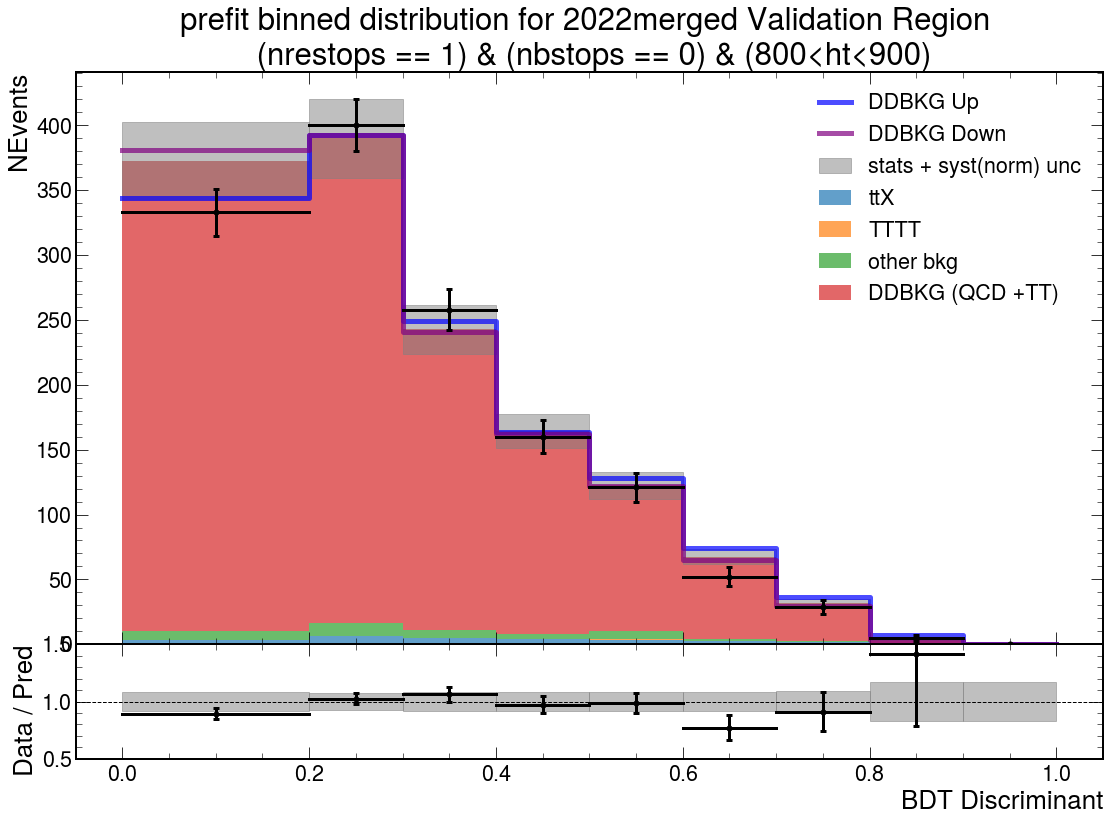 prefit binned distribution for 2022merged Validation Region
(nrestops == 1) & (nbstops == 0) & (800<ht<900)
NEvents
400
350
300
250
200
150
100
50
0
DDBKG Up
DDBKG Down
stats + syst(norm) unc
ttX
TTTT
other bkg
DDBKG (QCD +TT)
Data / Pred
1.5
1.0
0.5
0.0
0.2
0.4
0.6
0.8
1.0
BDT Discriminant